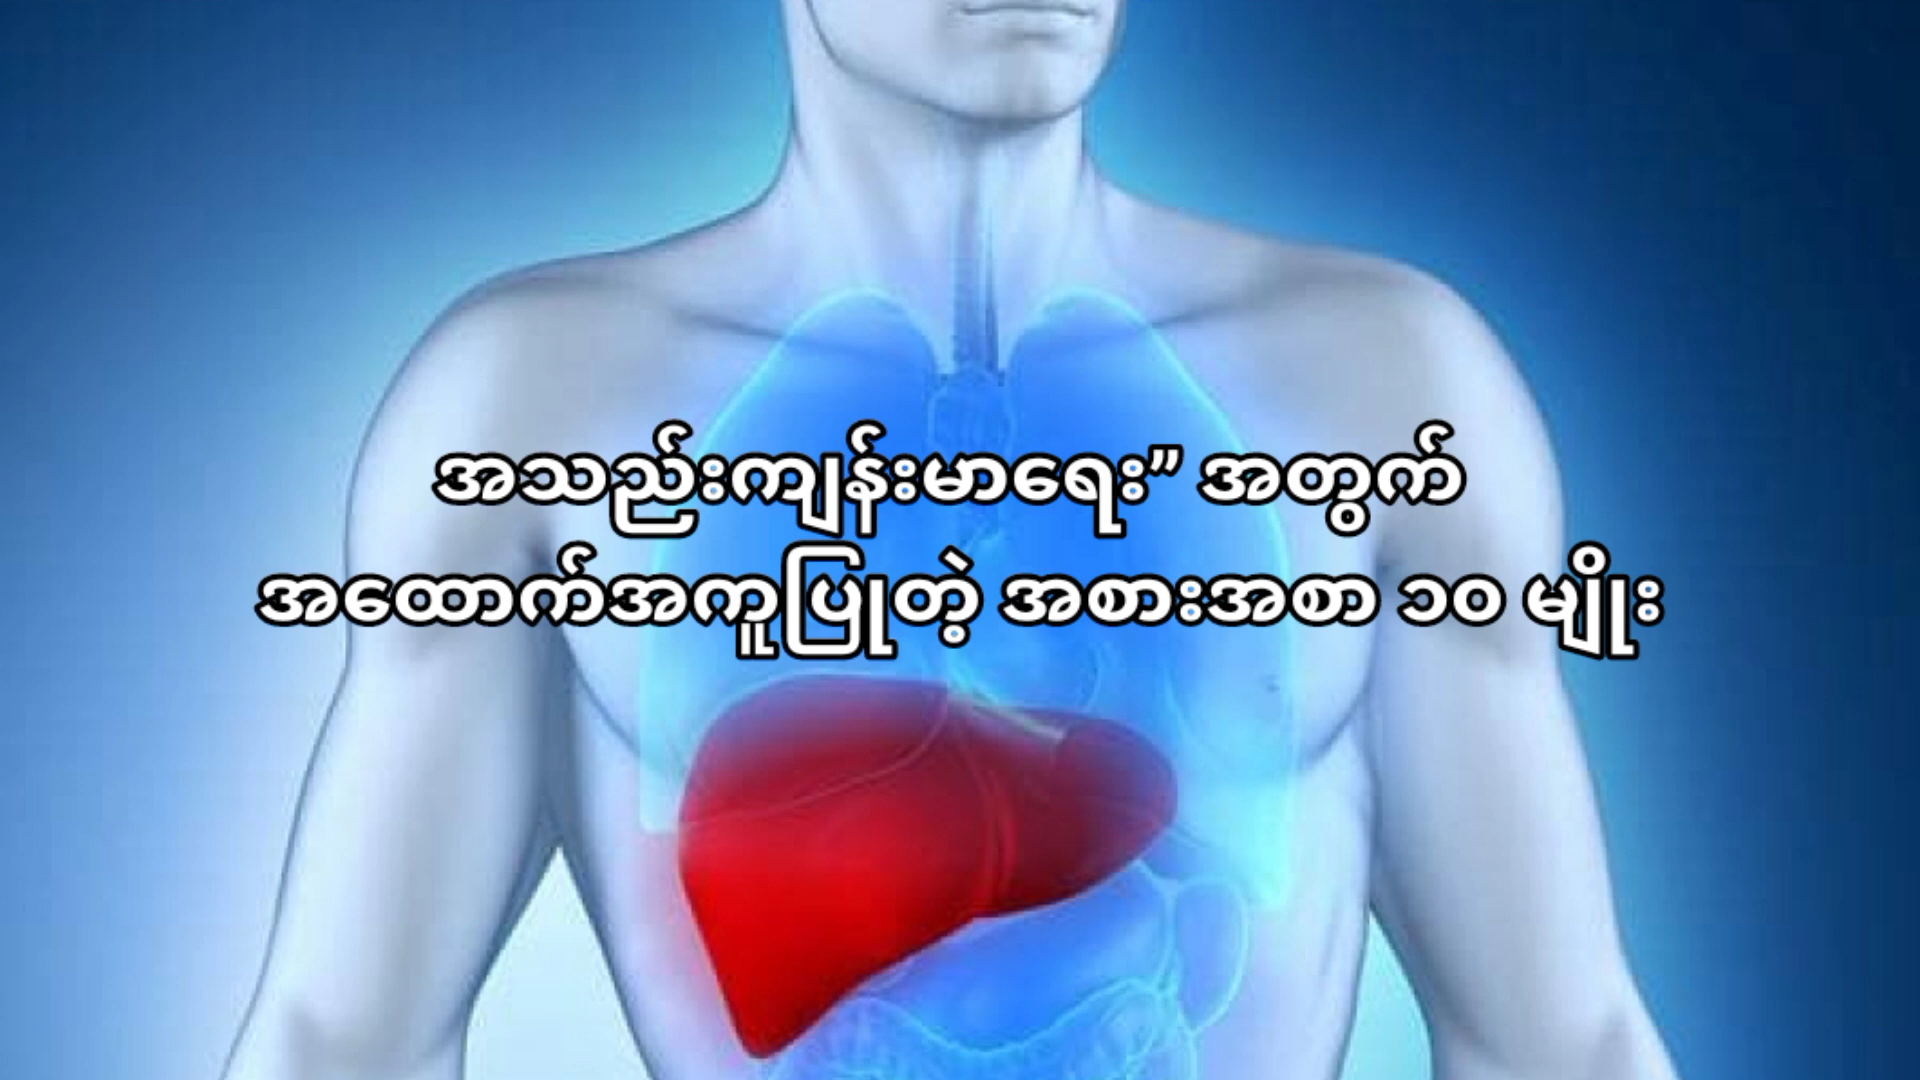 အသည်းကျန်းမာရေး” အတွက်
အထောက်အကူပြုတဲ့ အစားအစာ ၁၀ မျိုး